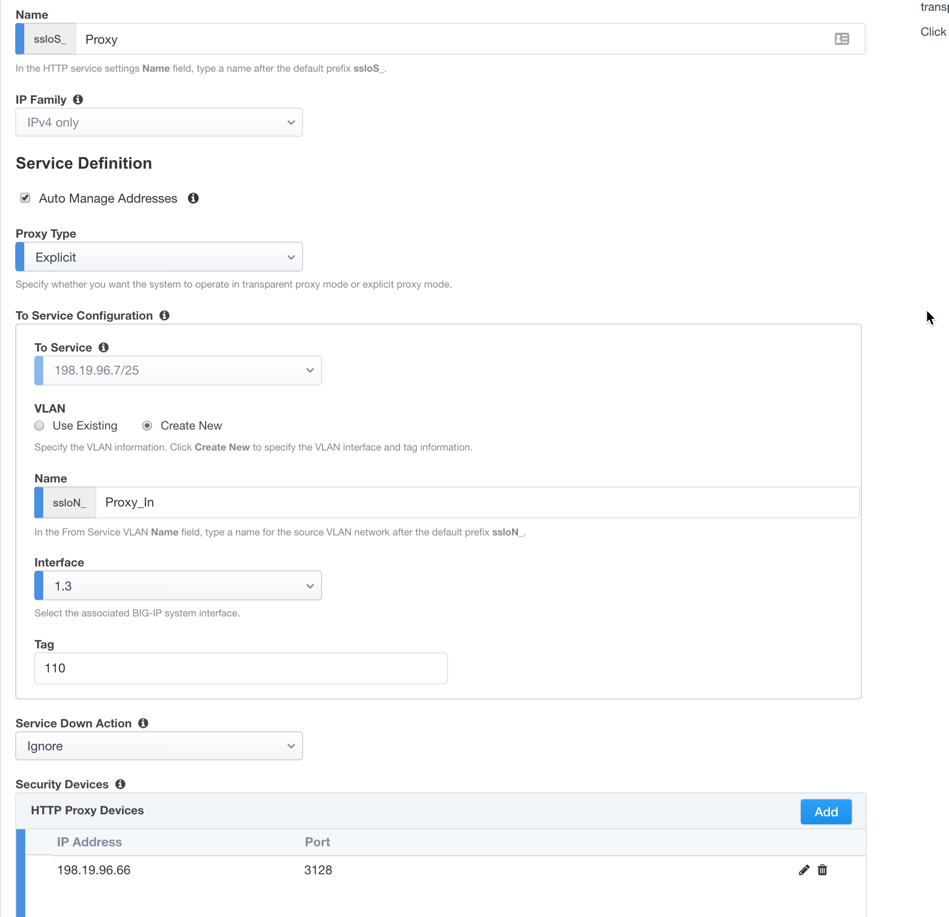 Name
transp
ssloS_ Proxy
Click
In the HTTP service settings Name field, type a name after the default prefix ssloS_.
IP Family
IPv4 only
Service Definition
Auto Manage Addresses
Proxy Type
Explicit
Specify whether you want the system to operate in transparent proxy mode or explicit proxy mode.
To Service Configuration
To Service
198.19.96.7/25
VLAN
Use Existing Create New
Specify the VLAN information. Click Create New to specify the VLAN interface and tag information.
Name
ssloN_ Proxy_In
In the From Service VLAN Name field, type a name for the source VLAN network after the default prefix ssloN_.
Interface
1.3
Select the associated BIG-IP system interface.
Tag
110
Service Down Action
Ignore
Security Devices
HTTP Proxy Devices Add
IP Address Port
198.19.96.66 3128